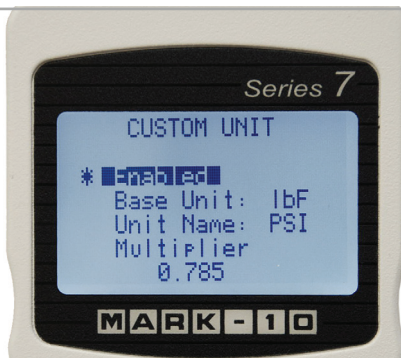 Series 7
CUSTOM UNIT
* Enabled
Base Unit: lbF
Unit Name: PSI
Multiplier
0.785
MARK-10